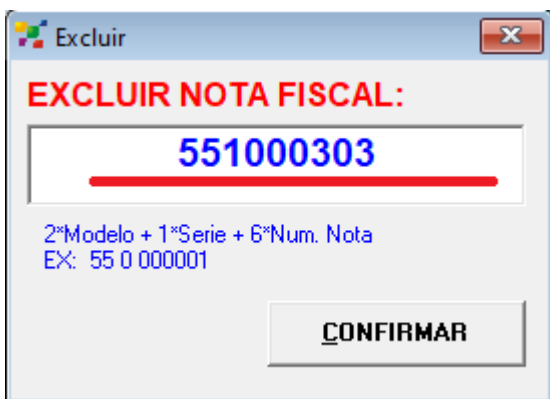 Excluir
EXCLUIR NOTA FISCAL:
551000303
2*Modelo + 1*Serie + 6*Num. Nota
EX: 55 0 000001
CONFIRMAR